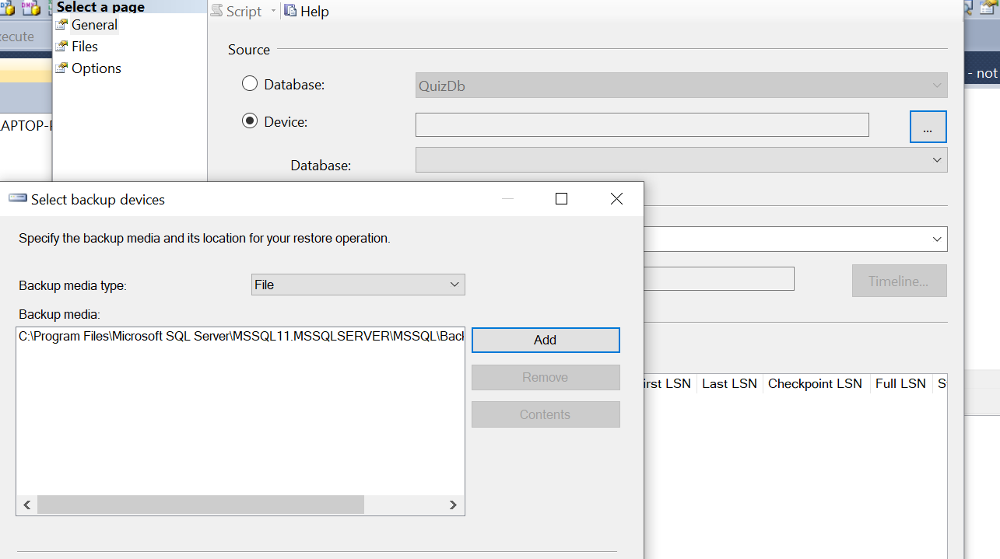 Select a page
General
Files
Options
Script
Help
Source
Database:
QuizDb
Device:
...
Database:
- not
Select backup devices
Specify the backup media and its location for your restore operation.
Backup media type:
File
Backup media:
C:\Program Files\Microsoft SQL Server\MSSQL11.MSSQLSERVER\MSSQL\Back
Add
Remove
Contents
Timeline...
irst LSN
Last LSN
Checkpoint LSN
Full LSN
S
ecute
APTOP-